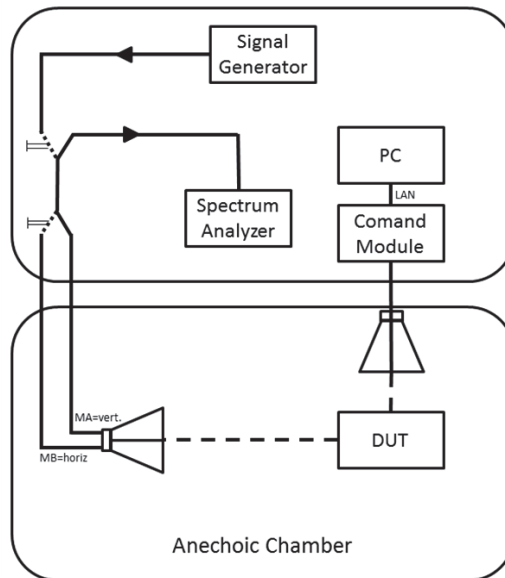 Signal
Generator
PC
LAN
Spectrum
Analyzer
Comand
Module
MA=vert.
MB=horiz
DUT
Anechoic Chamber